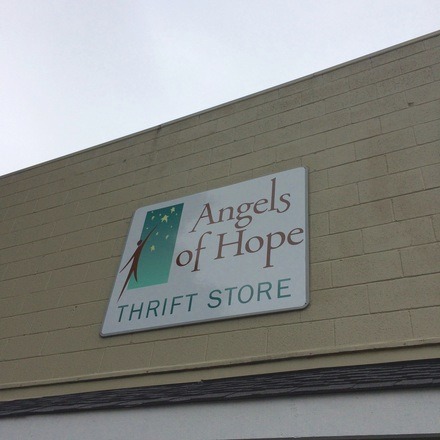 Angels
of Hope
THRIFT STORE